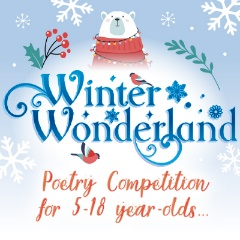 Winter
Wonderland
Poetry Competition
for 5-18 year-olds...